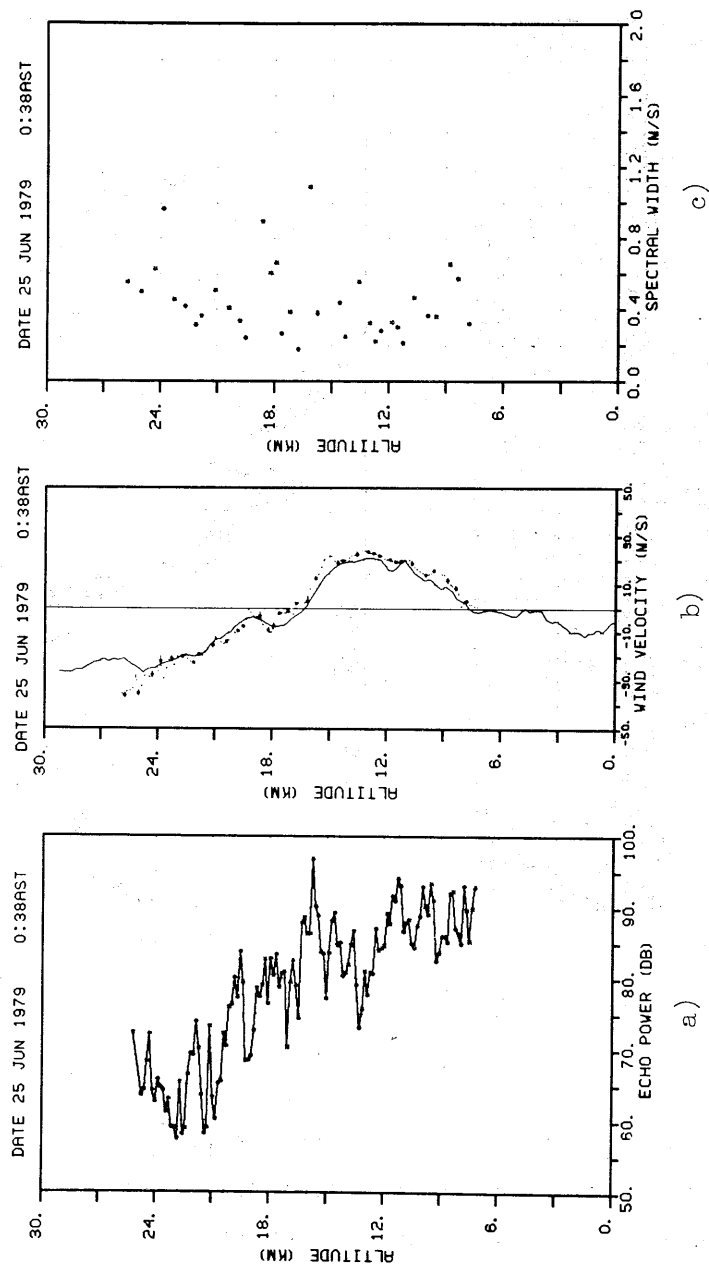 DATE 25 JUN 1979 0:38AST
30.
24.
18.
12.
6.
0.
ALTITUDE (KM)
50. 60. 70. 80. 90. 100.
ECHO POWER (DB)
a)
DATE 25 JUN 1979 0:38AST
30.
24.
18.
12.
6.
0.
ALTITUDE (KM)
-50. -30. -10. 10. 30. 50.
WIND VELOCITY (M/S)
b)
DATE 25 JUN 1979 0:38AST
30.
24.
18.
12.
6.
0.
ALTITUDE (KM)
0.0 0.4 0.8 1.2 1.6 2.0
SPECTRAL WIDTH (M/S)
c)